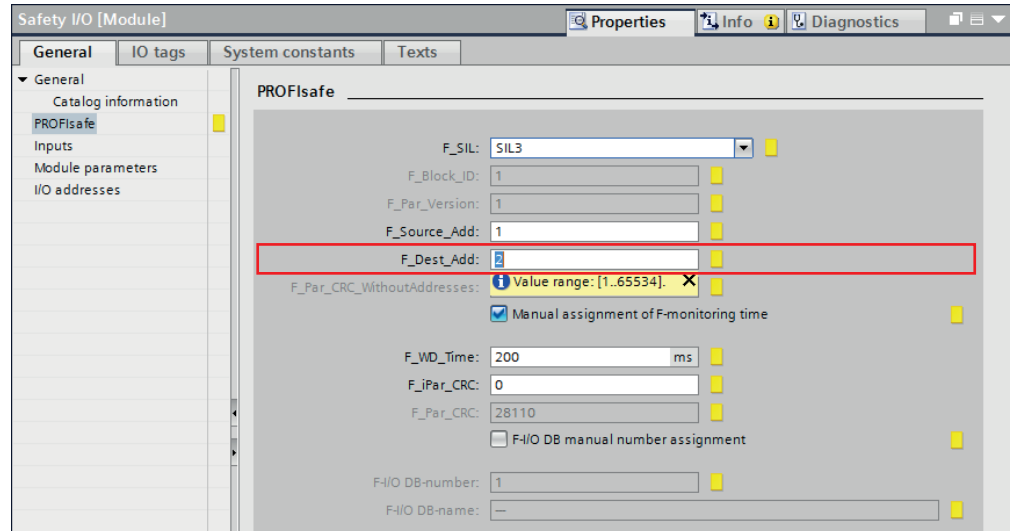 Safety I/O [Module]
Properties
Info
Diagnostics
General
IO tags
System constants
Texts
General
Catalog information
PROFIsafe
Inputs
Module parameters
I/O addresses
PROFIsafe
F_SIL: SIL3
F_Block_ID: 1
F_Par_Version: 1
F_Source_Add: 1
F_Dest_Add: 2
F_Par_CRC_WithoutAddresses:
Value range: [1..65534].
Manual assignment of F-monitoring time
F_WD_Time: 200 ms
F_iPar_CRC: 0
F_Par_CRC: 28110
F-I/O DB manual number assignment
F-I/O DB-number: 1
F-I/O DB-name: —